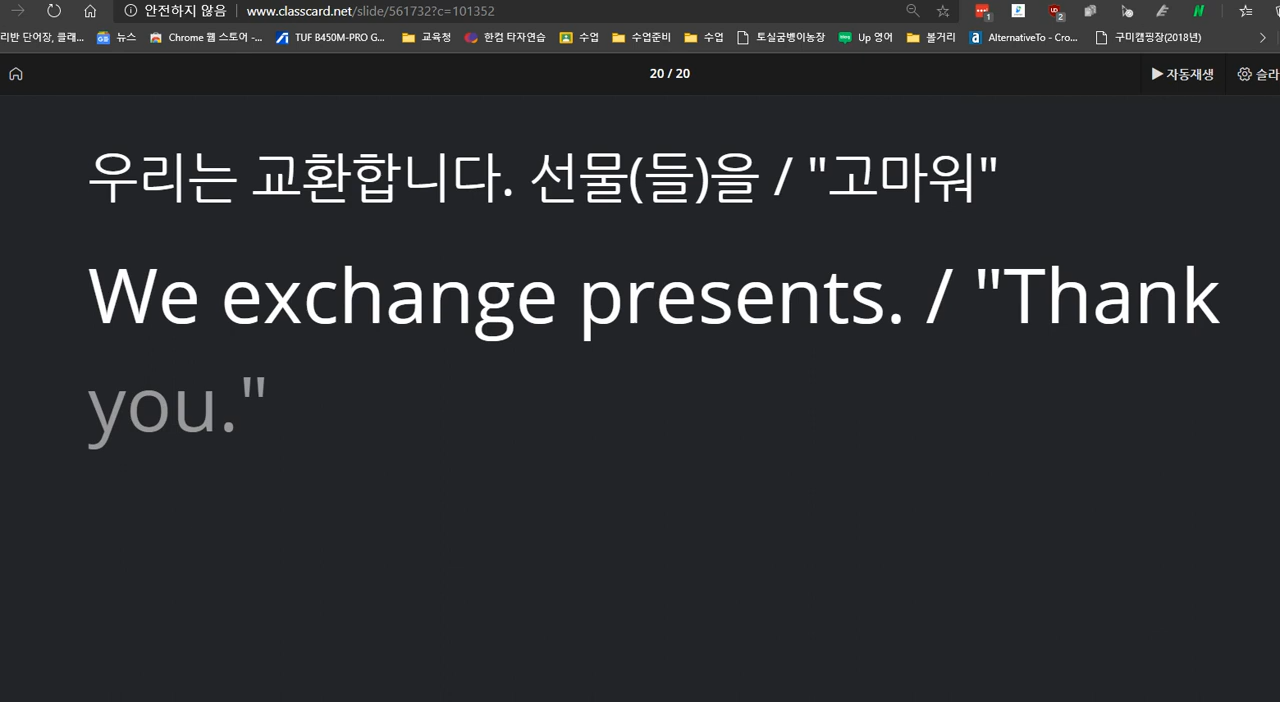 안전하지 않음 www.classcard.net/slide/561732?c=101352
1 2
리반 단어장, 클래... 뉴스 Chrome 웹 스토어 -... TUF B450M-PRO G... 교육청 한컴 타자연습 수업 수업준비 수업 토실굼벵이농장 Up 영어 볼거리 AlternativeTo - Cro... 구미캠핑장(2018년)
20 / 20 자동재생 슬라
우리는 교환합니다. 선물(들)을 / "고마워"
We exchange presents. / "Thank
you."